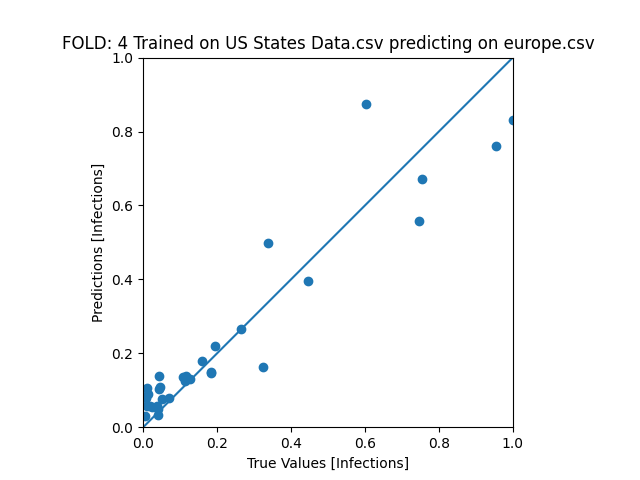 FOLD: 4 Trained on US States Data.csv predicting on europe.csv
1.0
0.8
0.6
0.4
0.2
0.0
Predictions [Infections]
0.0 0.2 0.4 0.6 0.8 1.0
True Values [Infections]